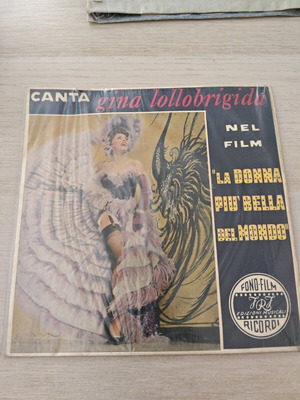 CANTA gina lollobrigida
NEL
FILM
"LA DONNA
PIU' BELLA
DEL MONDO"
FONO-FILM
EDIZIONI MUSICALI
RICORDI